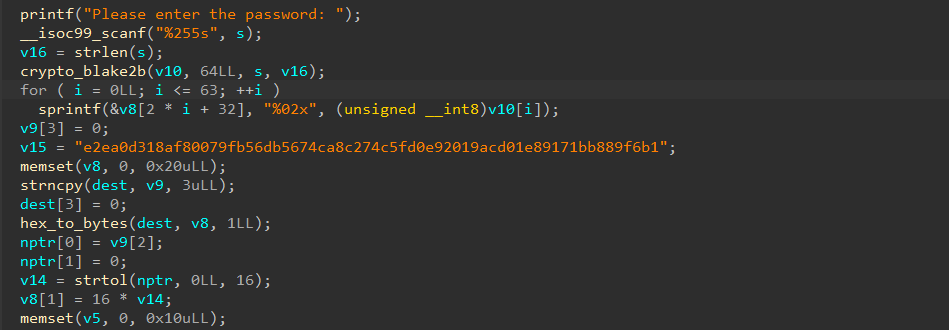 printf("Please enter the password: ");
__isoc99_scanf("%255s", s);
v16 = strlen(s);
crypto_blake2b(v10, 64LL, s, v16);
for ( i = 0LL; i <= 63; ++i )
sprintf(&v8[2 * i + 32], "%02x", (unsigned __int8)v10[i]);
v9[3] = 0;
v15 = "e2ea0d318af80079fb56db5674ca8c274c5fd0e92019acd01e89171bb889f6b1";
memset(v8, 0, 0x20uLL);
strncpy(dest, v9, 3uLL);
dest[3] = 0;
hex_to_bytes(dest, v8, 1LL);
nptr[0] = v9[2];
nptr[1] = 0;
v14 = strtol(nptr, 0LL, 16);
v8[1] = 16 * v14;
memset(v5, 0, 0x10uLL);